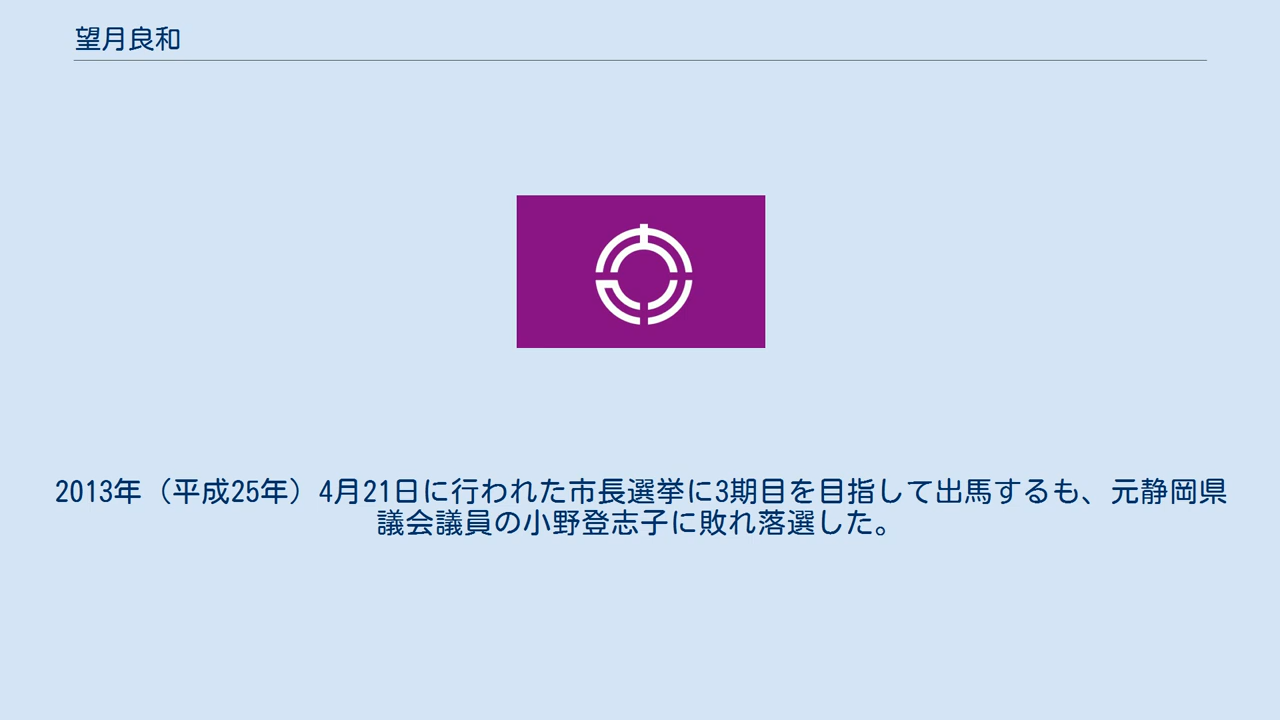 望月良和
2013年（平成25年）4月21日に行われた市長選挙に3期目を目指して出馬するも、元静岡県
議会議員の小野登志子に敗れ落選した。